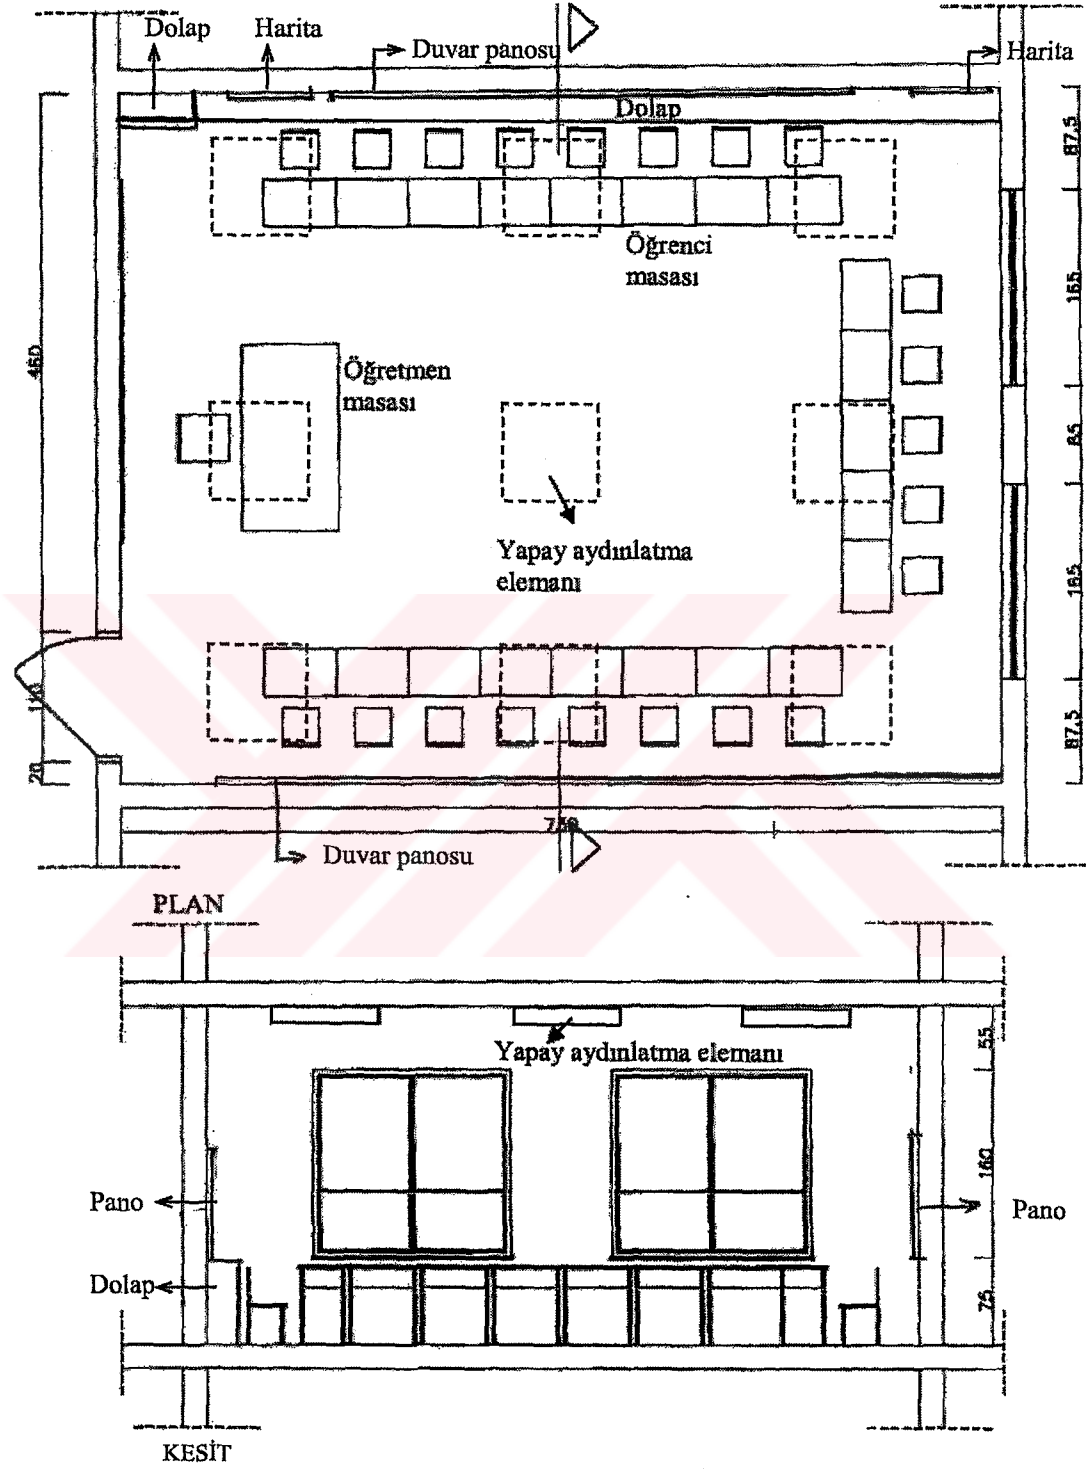 Dolap
Harita
Duvar panosu
Harita
Dolap
87,5
Öğrenci
masası
165
460
Öğretmen
masası
85
Yapay aydınlatma
elemanı
165
110
87,5
20
Duvar panosu
PLAN
55
Yapay aydınlatma elemanı
160
Pano
Pano
Dolap
75
KESİT